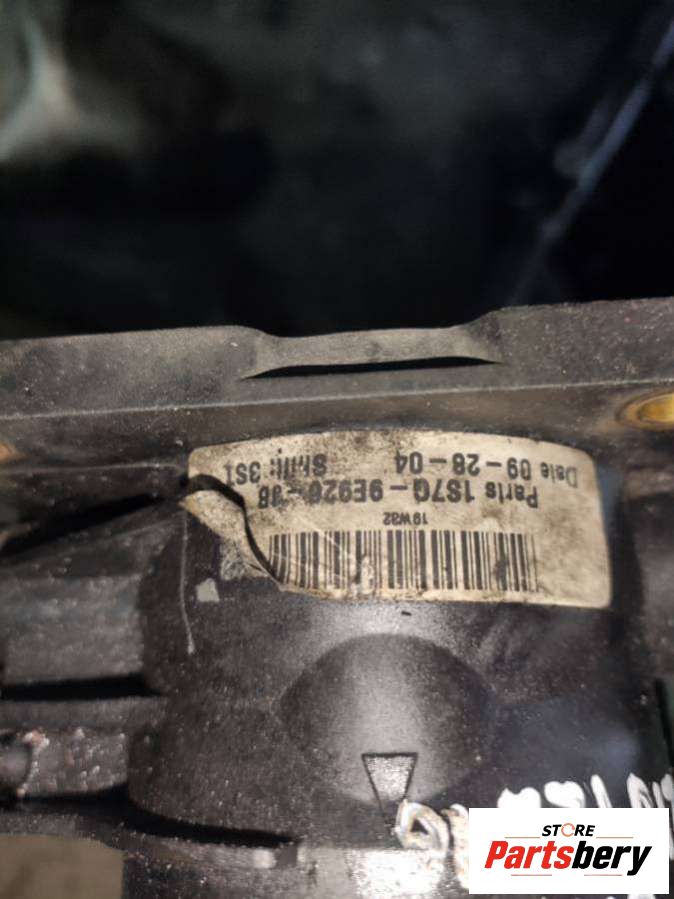 19W32
Parts 1S7G-9E926-
Date 09-28-04 Shift: 3S1
STORE
Partsbery